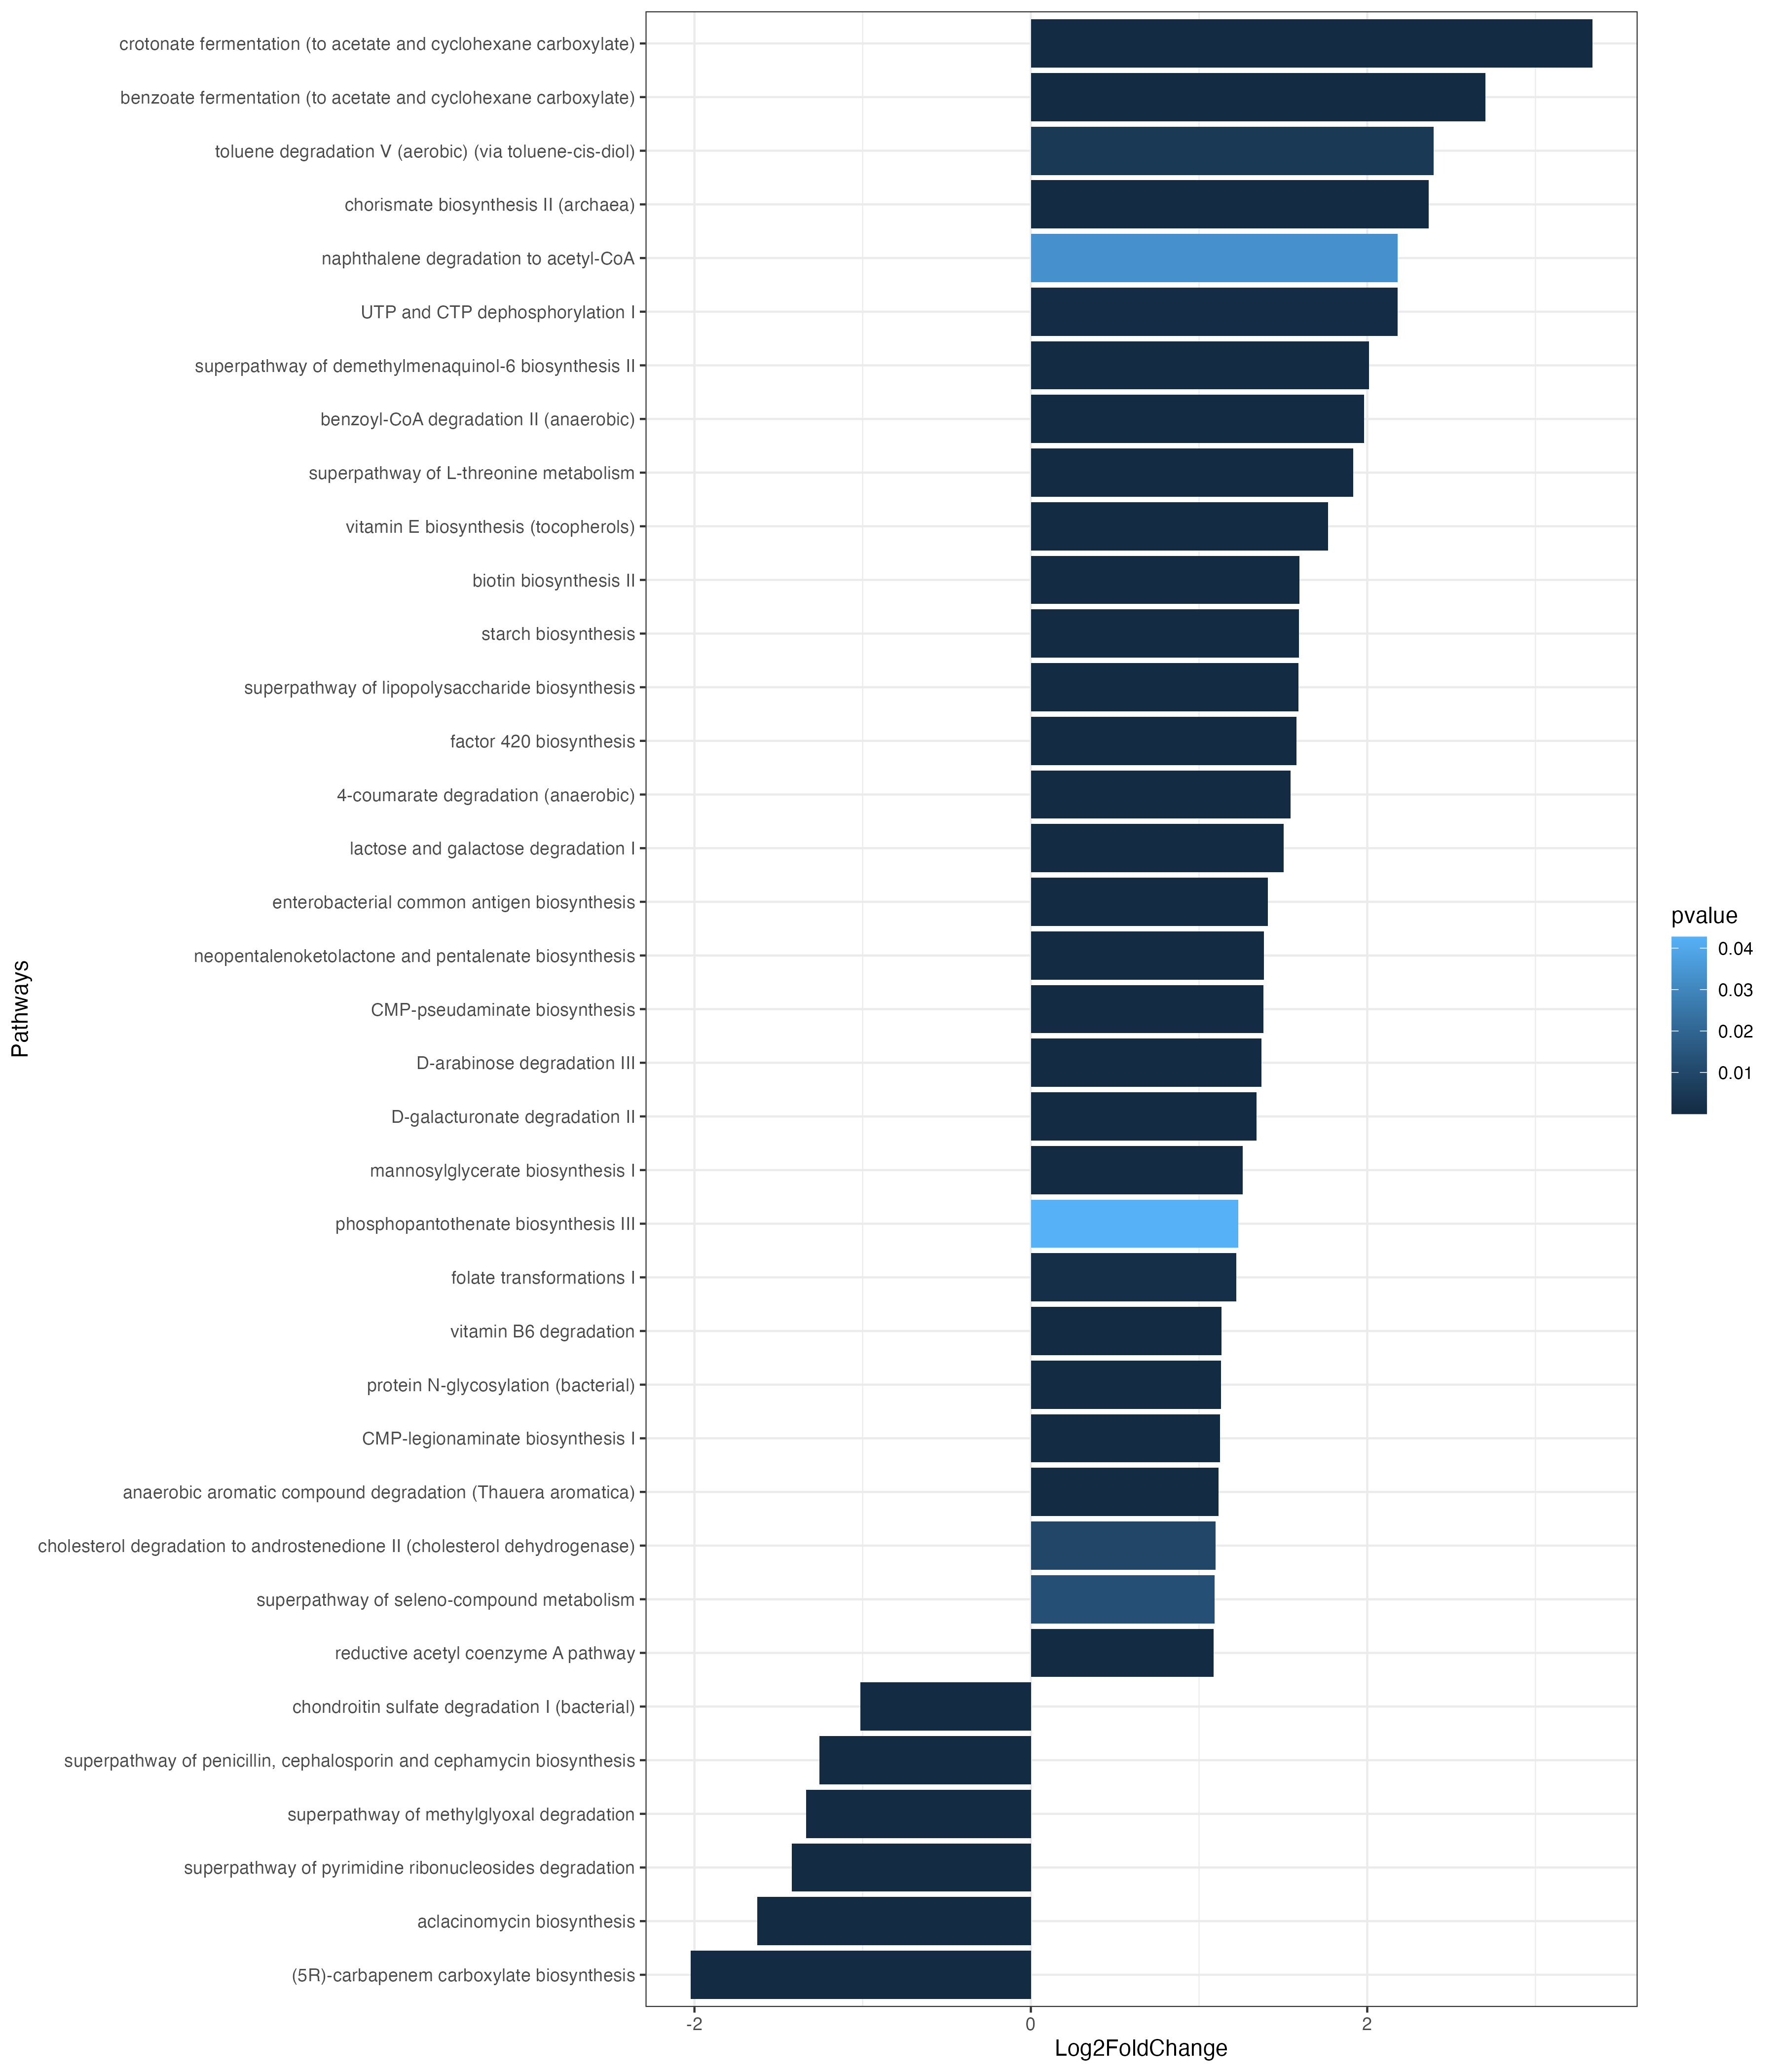 crotonate fermentation (to acetate and cyclohexane carboxylate)
benzoate fermentation (to acetate and cyclohexane carboxylate)
toluene degradation V (aerobic) (via toluene-cis-diol)
chorismate biosynthesis II (archaea)
naphthalene degradation to acetyl-CoA
UTP and CTP dephosphorylation I
superpathway of demethylmenaquinol-6 biosynthesis II
benzoyl-CoA degradation II (anaerobic)
superpathway of L-threonine metabolism
vitamin E biosynthesis (tocopherols)
biotin biosynthesis II
starch biosynthesis
superpathway of lipopolysaccharide biosynthesis
factor 420 biosynthesis
4-coumarate degradation (anaerobic)
lactose and galactose degradation I
enterobacterial common antigen biosynthesis
neopentalenoketolactone and pentalenate biosynthesis
CMP-pseudaminate biosynthesis
D-arabinose degradation III
D-galacturonate degradation II
mannosylglycerate biosynthesis I
phosphopantothenate biosynthesis III
folate transformations I
vitamin B6 degradation
protein N-glycosylation (bacterial)
CMP-legionaminate biosynthesis I
anaerobic aromatic compound degradation (Thauera aromatica)
cholesterol degradation to androstenedione II (cholesterol dehydrogenase)
superpathway of seleno-compound metabolism
reductive acetyl coenzyme A pathway
chondroitin sulfate degradation I (bacterial)
superpathway of penicillin, cephalosporin and cephamycin biosynthesis
superpathway of methylglyoxal degradation
superpathway of pyrimidine ribonucleosides degradation
aclacinomycin biosynthesis
(5R)-carbapenem carboxylate biosynthesis
Pathways
-2
0
2
Log2FoldChange
pvalue
0.04
0.03
0.02
0.01